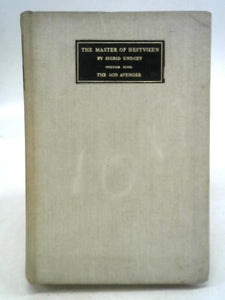 THE MASTER OF HESTVIKEN
BY SIGRID UNDSET
VOLUME FOUR
THE SON AVENGER